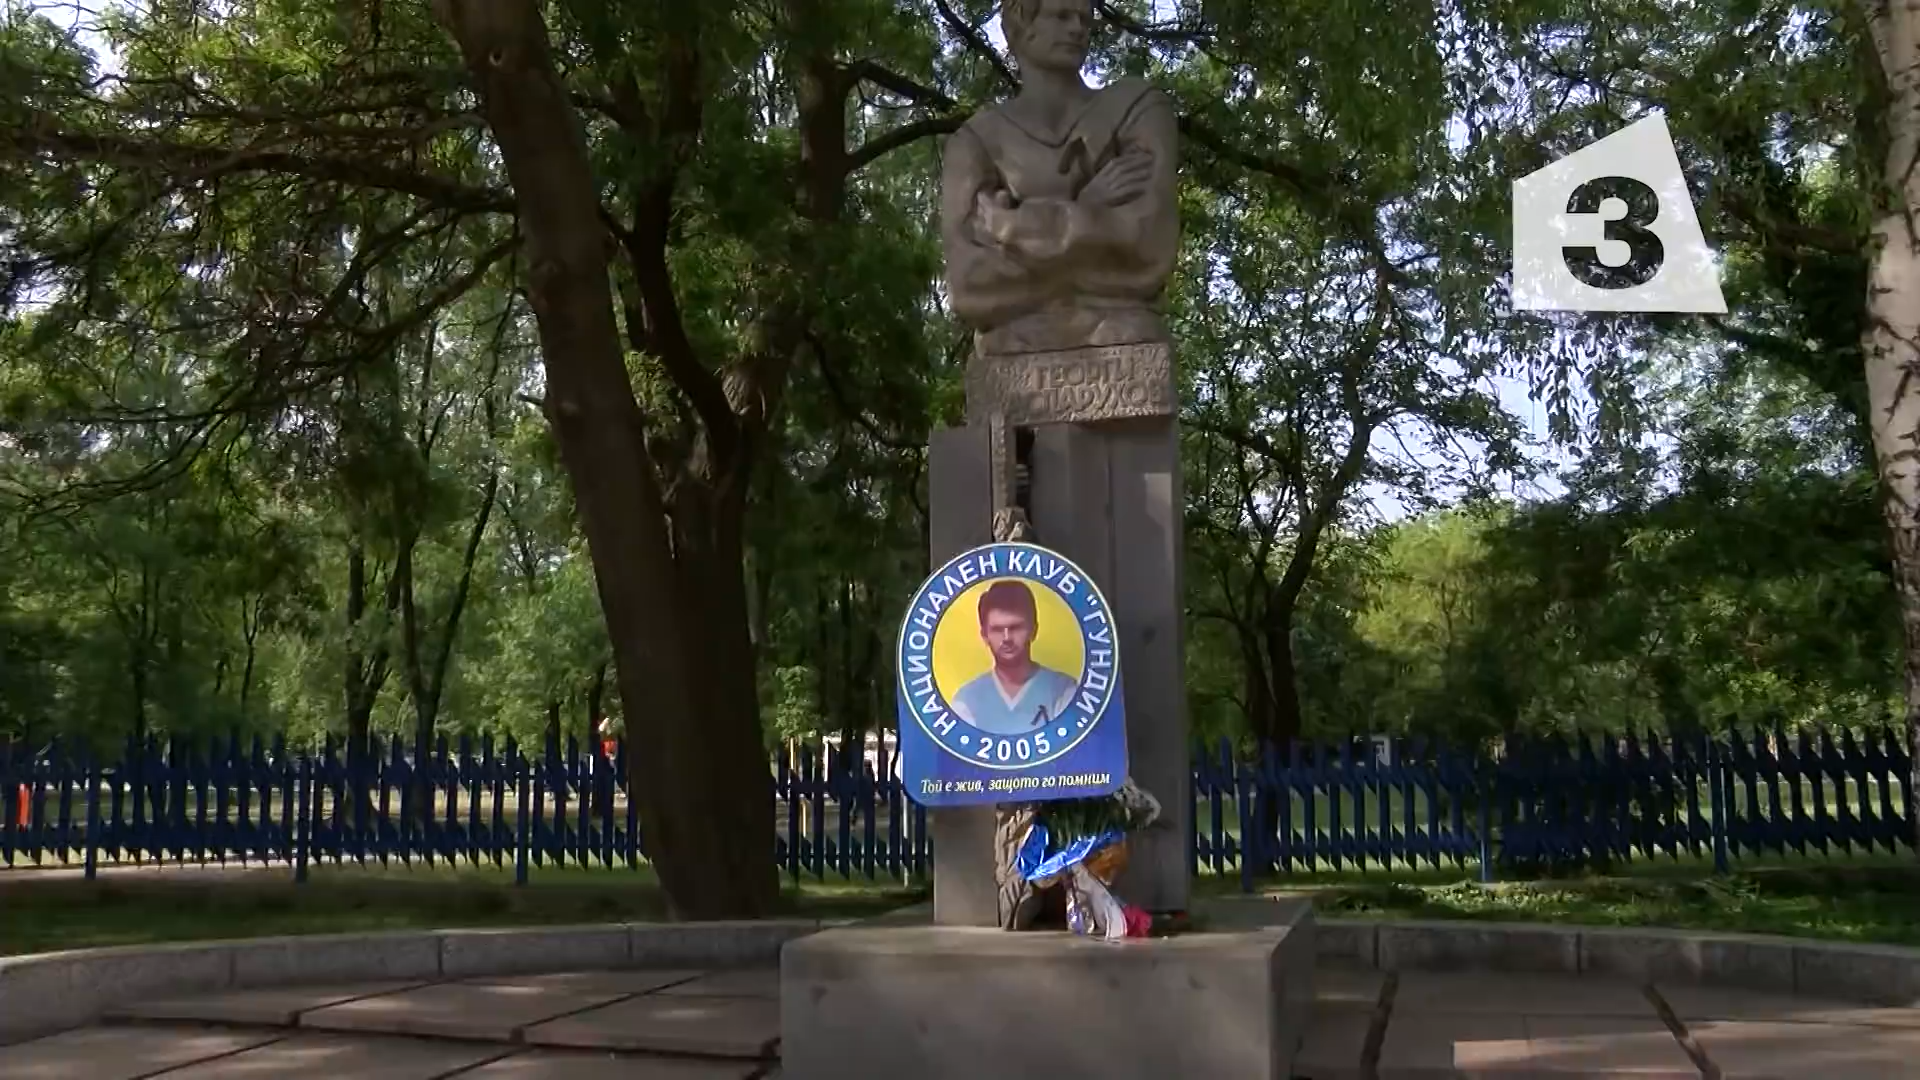 3
ГЕОРГИ
АСПАРУХОВ
НАЦИОНАЛЕН КЛУБ "ГУНДИ"
• 2005 •
Той е жив, защото го помним